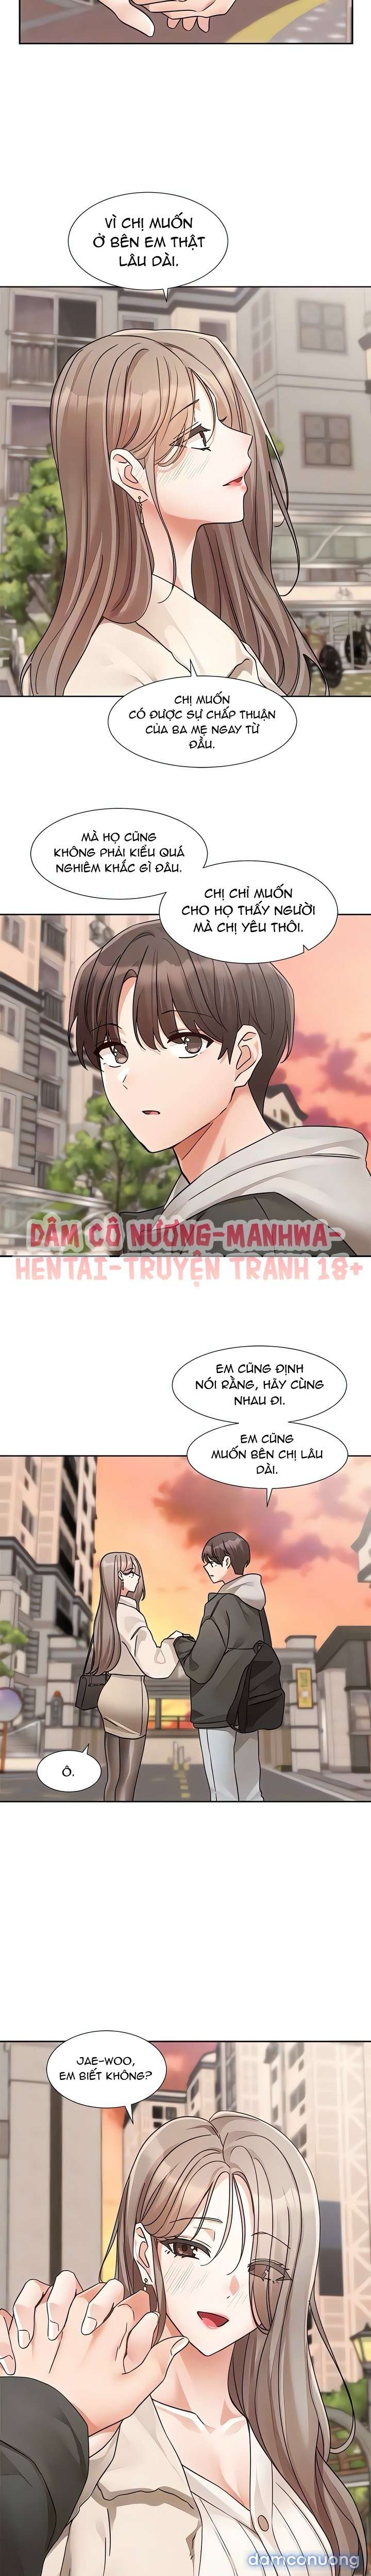 VÌ CHỊ MUỐN
Ở BÊN EM THẬT
LÂU DÀI.
CHỊ MUỐN
CÓ ĐƯỢC SỰ CHẤP THUẬN
CỦA BA MẸ NGAY TỪ
ĐẦU.
MÀ HỌ CŨNG
KHÔNG PHẢI KIỂU QUÁ
NGHIÊM KHẮC GÌ ĐÂU.
CHỊ CHỈ MUỐN
CHO HỌ THẤY NGƯỜI
MÀ CHỊ YÊU THÔI.
DÂM CÔ NƯƠNG-MANHWA-
HENTAI-TRUYỆN TRANH 18+
EM CŨNG ĐỊNH
NÓI RẰNG, HÃY CÙNG
NHAU ĐI.
EM CŨNG
MUỐN BÊN CHỊ LÂU
DÀI.
Ô.
JAE-WOO,
EM BIẾT KHÔNG?
damconuong